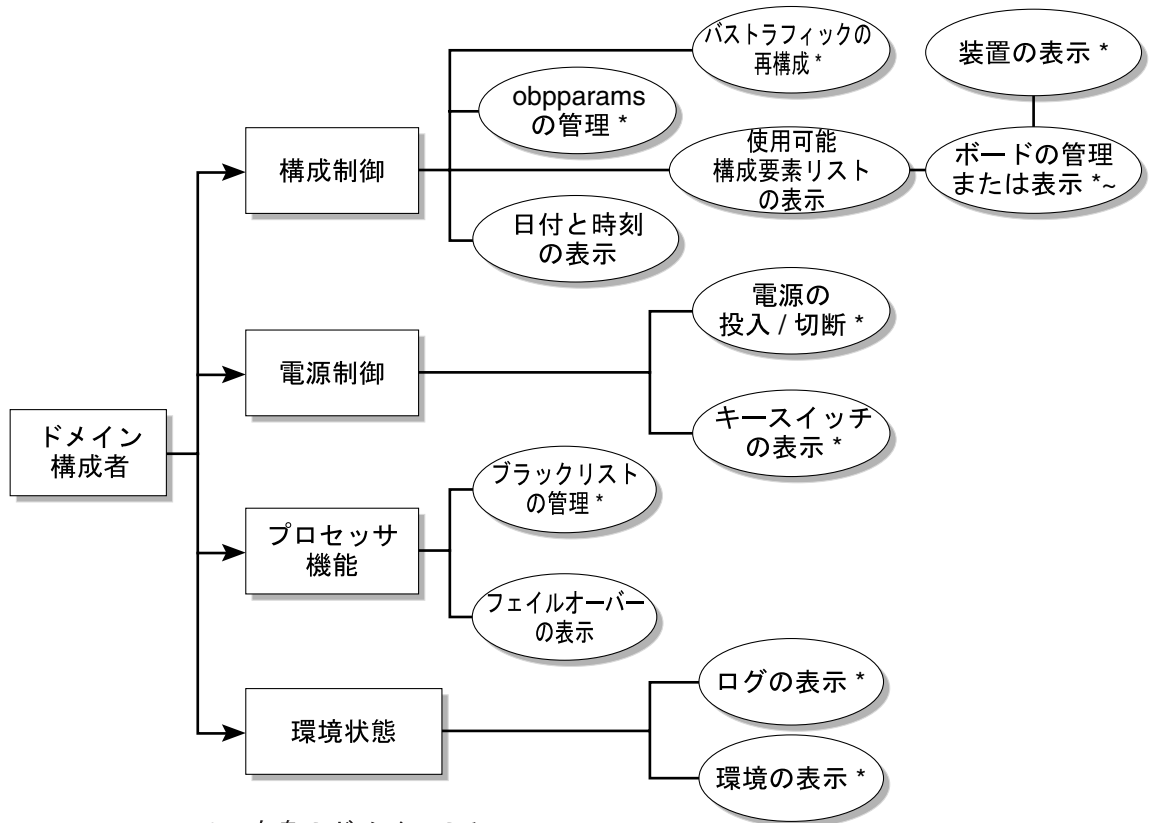 バストラフィックの
再構成 *
装置の表示 *
obpparams
の管理 *
構成制御
使用可能
構成要素リスト
の表示
ボードの管理
または表示 *~
日付と時刻
の表示
電源の
投入 / 切断 *
電源制御
キースイッチ
の表示 *
ドメイン
構成者
ブラックリスト
の管理 *
プロセッサ
機能
フェイルオーバー
の表示
ログの表示 *
環境状態
環境の表示 *